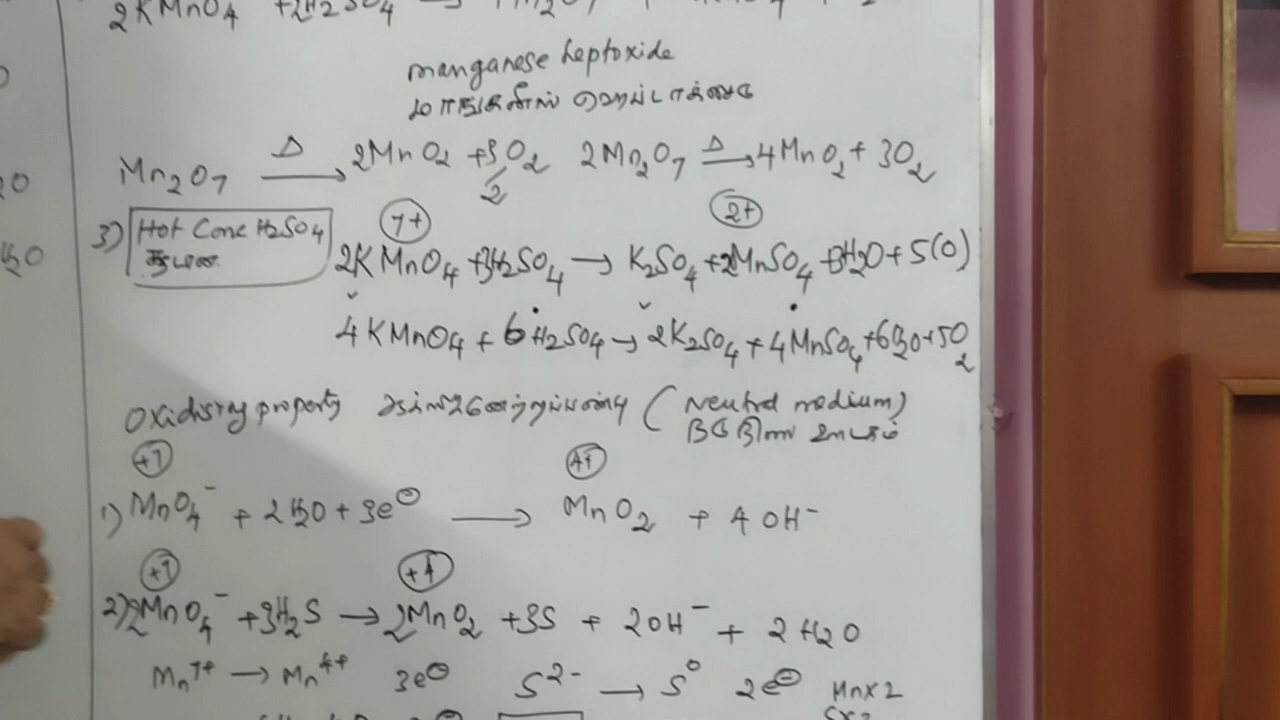 2KMnO₄ + 2H₂SO₄
manganese heptoxide
மாங்கனீஸ் ஹெப்டாக்ஸைடு
Mn₂O₇ —Δ→ 2MnO₂ + 3/2 O₂ 2Mn₂O₇ —Δ→ 4MnO₂ + 3O₂
7+ 2+
3) Hot Conc H₂SO₄ 2KMnO₄ + 3H₂SO₄ → K₂SO₄ + 2MnSO₄ + 3H₂O + 5(O)
4KMnO₄ + 6H₂SO₄ → 2K₂SO₄ + 4MnSO₄ + 6H₂O + 5O₂
Oxidising property (Neutral medium)
+7 4+
1) MnO₄⁻ + 2H₂O + 3e⊖ → MnO₂ + 4OH⁻
+7 +4
2) 2MnO₄⁻ + 3H₂S → 2MnO₂ + 3S + 2OH⁻ + 2H₂O
Mn⁷⁺ → Mn⁴⁺ 3e⊖ S²⁻ → S⁰ 2e⊖ Mn×2